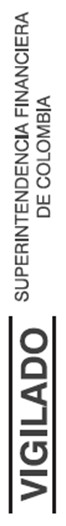 VIGILADO
SUPERINTENDENCIA FINANCIERA
DE COLOMBIA